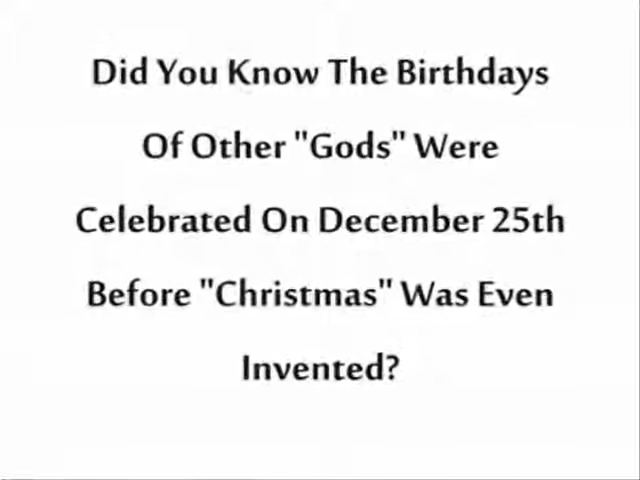 Did You Know The Birthdays
Of Other "Gods" Were
Celebrated On December 25th
Before "Christmas" Was Even
Invented?